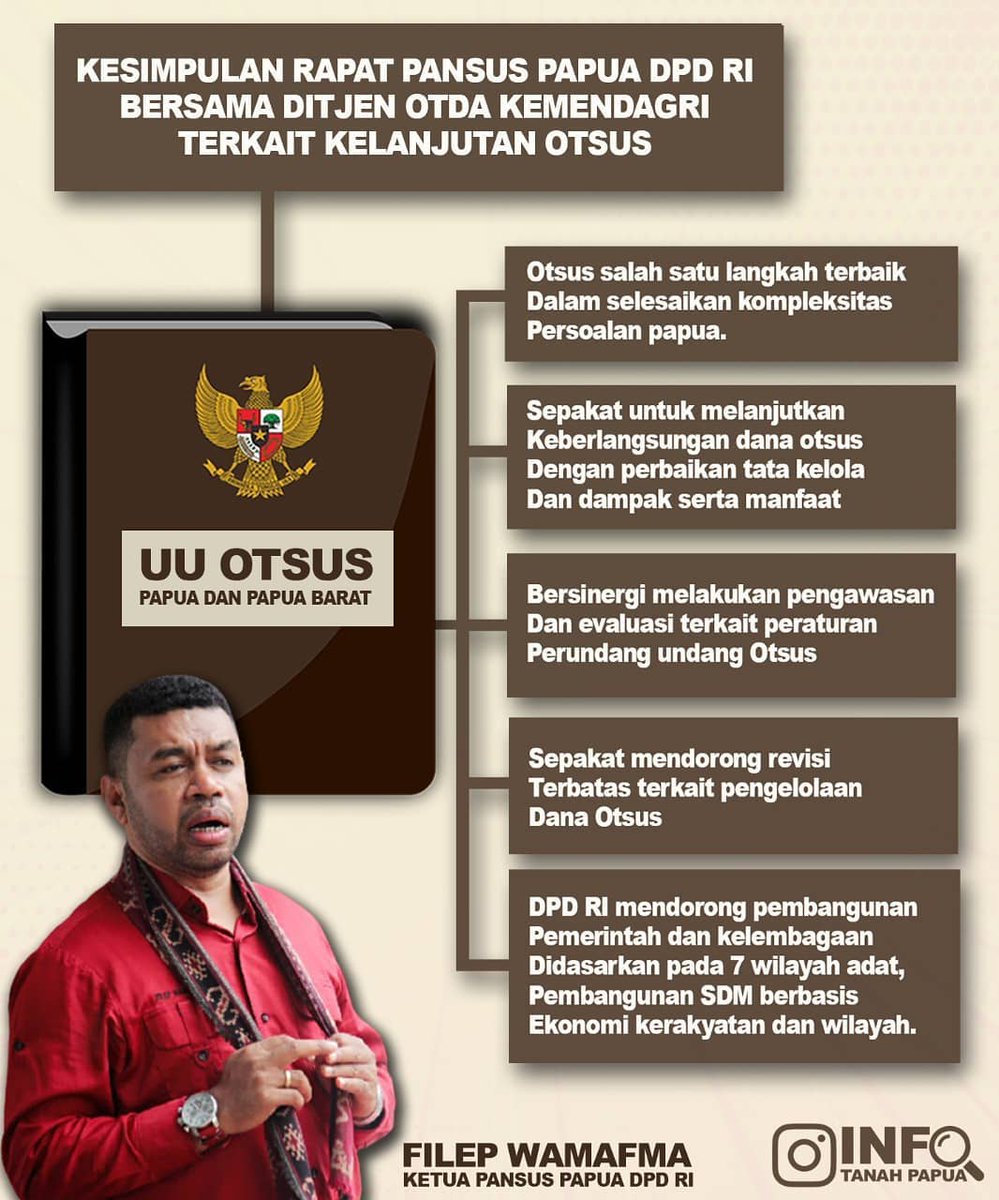 KESIMPULAN RAPAT PANSUS PAPUA DPD RI
BERSAMA DITJEN OTDA KEMENDAGRI
TERKAIT KELANJUTAN OTSUS
Otsus salah satu langkah terbaik
Dalam selesaikan kompleksitas
Persoalan papua.
Sepakat untuk melanjutkan
Keberlangsungan dana otsus
Dengan perbaikan tata kelola
Dan dampak serta manfaat
UU OTSUS
PAPUA DAN PAPUA BARAT
Bersinergi melakukan pengawasan
Dan evaluasi terkait peraturan
Perundang undang Otsus
Sepakat mendorong revisi
Terbatas terkait pengelolaan
Dana Otsus
DPD RI mendorong pembangunan
Pemerintah dan kelembagaan
Didasarkan pada 7 wilayah adat,
Pembangunan SDM berbasis
Ekonomi kerakyatan dan wilayah.
FILEP WAMAFMA
KETUA PANSUS PAPUA DPD RI
INFO
TANAH PAPUA